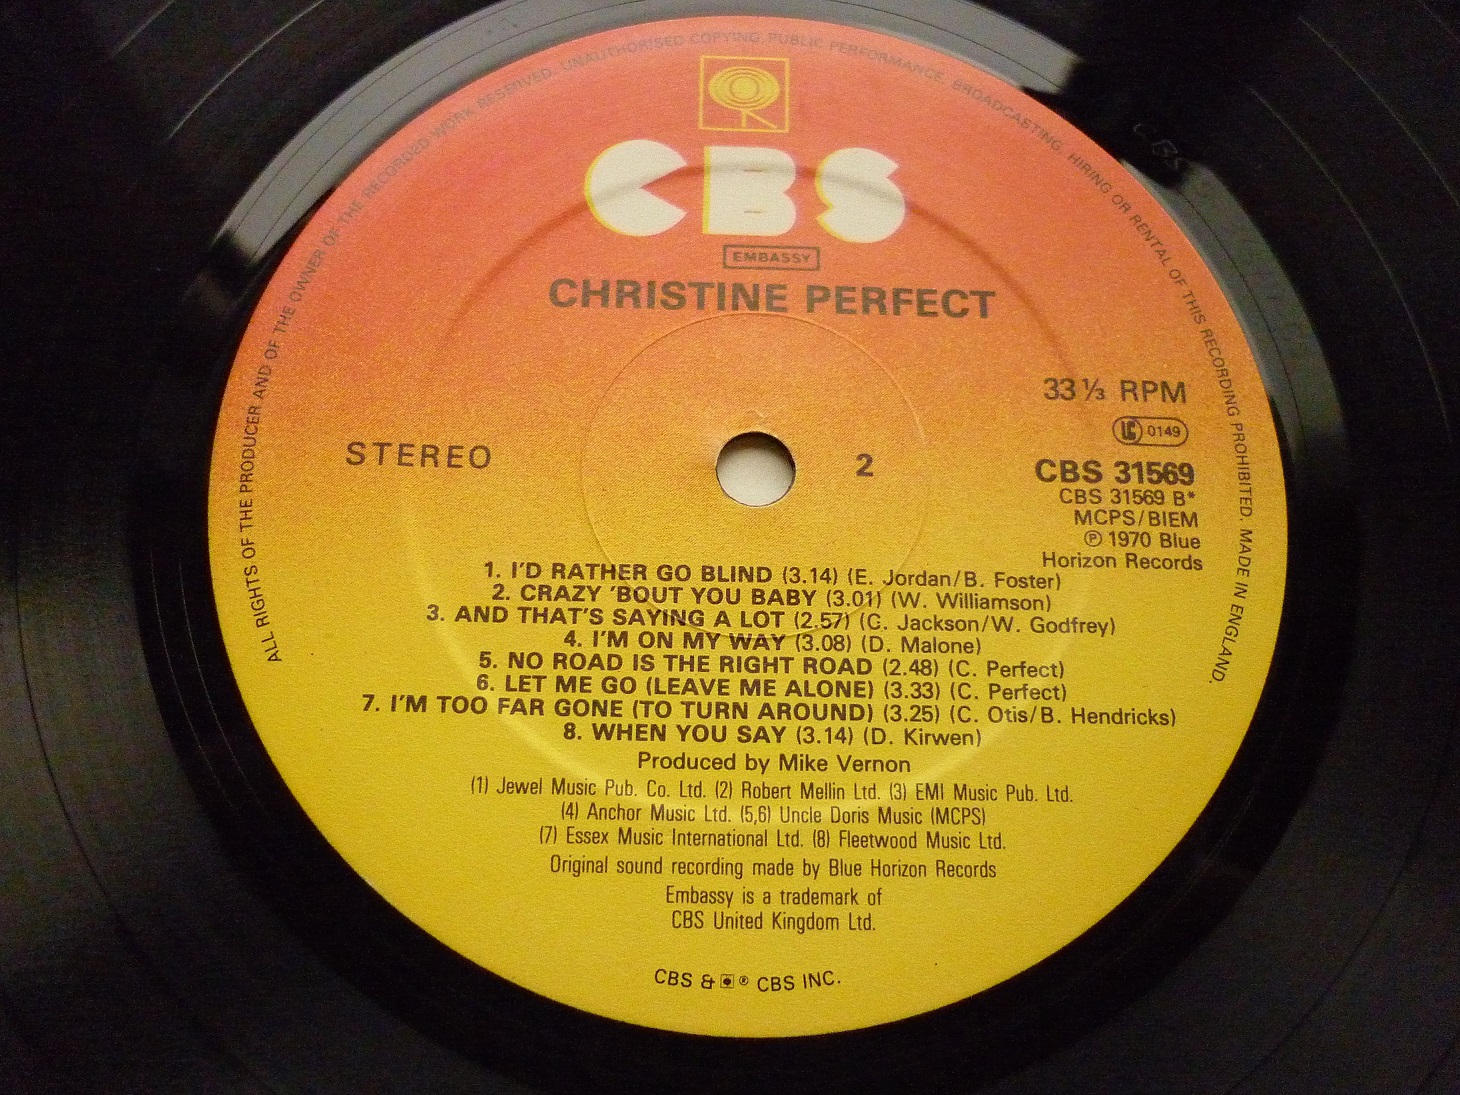 ALL RIGHTS OF THE PRODUCER AND OF THE OWNER OF THE RECORDED WORK RESERVED. UNAUTHORISED COPYING, PUBLIC PERFORMANCE, BROADCASTING, HIRING OR RENTAL OF THIS RECORDING PROHIBITED. MADE IN ENGLAND.
CBS
EMBASSY
CHRISTINE PERFECT
33 ⅓ RPM
LC 0149
STEREO
2
CBS 31569
CBS 31569 B*
MCPS/BIEM
℗ 1970 Blue
Horizon Records
1. I'D RATHER GO BLIND (3.14) (E. Jordan/B. Foster)
2. CRAZY 'BOUT YOU BABY (3.01) (W. Williamson)
3. AND THAT'S SAYING A LOT (2.57) (C. Jackson/W. Godfrey)
4. I'M ON MY WAY (3.08) (D. Malone)
5. NO ROAD IS THE RIGHT ROAD (2.48) (C. Perfect)
6. LET ME GO (LEAVE ME ALONE) (3.33) (C. Perfect)
7. I'M TOO FAR GONE (TO TURN AROUND) (3.25) (C. Otis/B. Hendricks)
8. WHEN YOU SAY (3.14) (D. Kirwen)
Produced by Mike Vernon
(1) Jewel Music Pub. Co. Ltd. (2) Robert Mellin Ltd. (3) EMI Music Pub. Ltd.
(4) Anchor Music Ltd. (5,6) Uncle Doris Music (MCPS)
(7) Essex Music International Ltd. (8) Fleetwood Music Ltd.
Original sound recording made by Blue Horizon Records
Embassy is a trademark of
CBS United Kingdom Ltd.
CBS & ® CBS INC.
CBS